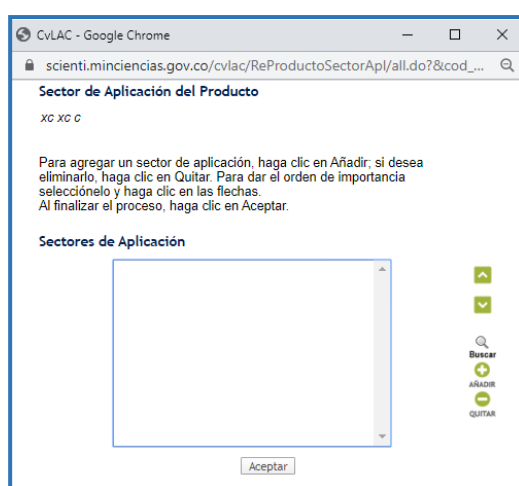 CvLAC - Google Chrome
scienti.minciencias.gov.co/cvlac/ReProductoSectorApl/all.do?&cod_...
Sector de Aplicación del Producto
xc xc c
Para agregar un sector de aplicación, haga clic en Añadir; si desea
eliminarlo, haga clic en Quitar. Para dar el orden de importancia
selecciónelo y haga clic en las flechas.
Al finalizar el proceso, haga clic en Aceptar.
Sectores de Aplicación
Buscar
AÑADIR
QUITAR
Aceptar